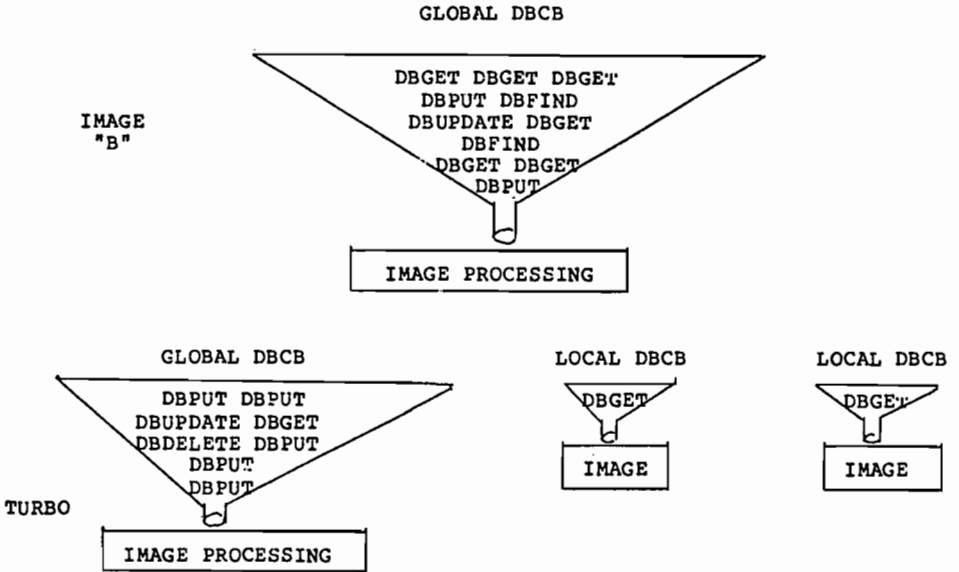 GLOBAL DBCB
DBGET DBGET DBGET
DBPUT DBFIND
IMAGE
"B"
DBUPDATE DBGET
DBFIND
DBGET DBGET
DBPUT
IMAGE PROCESSING
GLOBAL DBCB
DBPUT DBPUT
DBUPDATE DBGET
DBDELETE DBPUT
DBPUT
DBPUT
TURBO
IMAGE PROCESSING
LOCAL DBCB
DBGET
IMAGE
LOCAL DBCB
DBGET
IMAGE